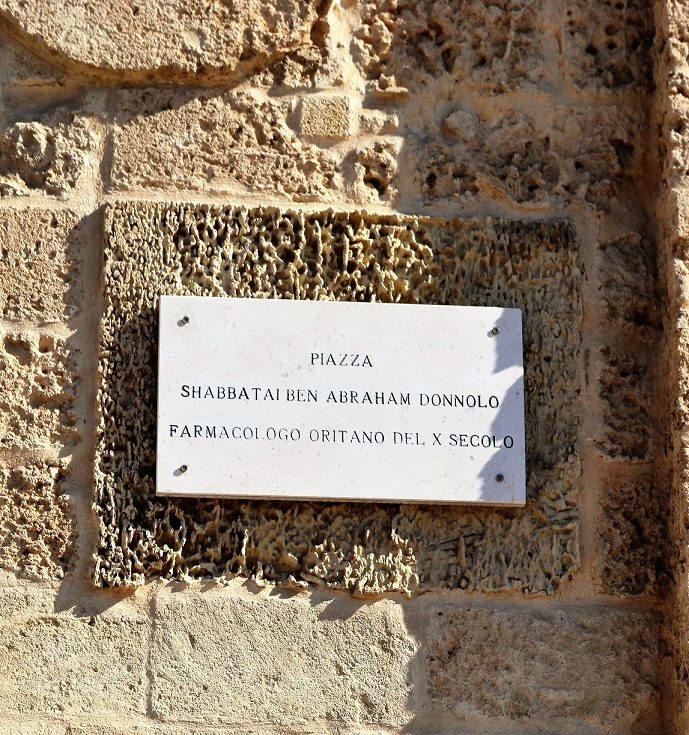 PIAZZA
SHABBATAI BEN ABRAHAM DONNOLO
FARMACOLOGO ORITANO DEL X SECOLO